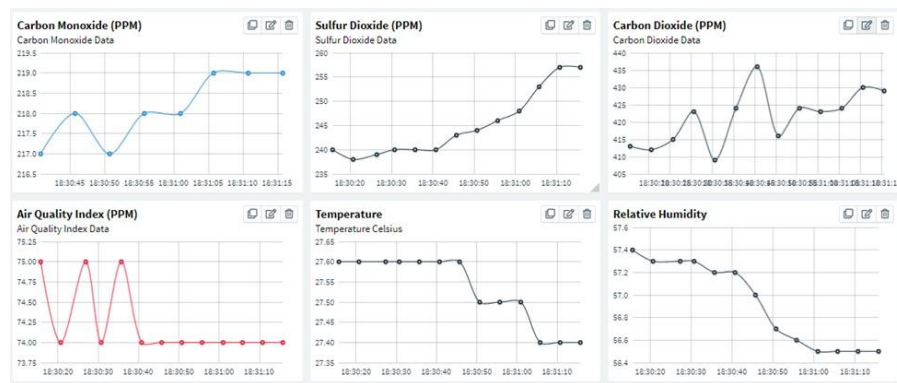 Carbon Monoxide (PPM)
Carbon Monoxide Data
219.5
219.0
218.5
218.0
217.5
217.0
216.5
18:30:45 18:30:50 18:30:55 18:31:00 18:31:05 18:31:10 18:31:15
Sulfur Dioxide (PPM)
Sulfur Dioxide Data
260
255
250
245
240
235
18:30:20 18:30:30 18:30:40 18:30:50 18:31:00 18:31:10
Carbon Dioxide (PPM)
Carbon Dioxide Data
440
435
430
425
420
415
410
405
Air Quality Index (PPM)
Air Quality Index Data
75.25
75.00
74.75
74.50
74.25
74.00
73.75
18:30:20 18:30:30 18:30:40 18:30:50 18:31:00 18:31:10
Temperature
Temperature Celsius
27.65
27.60
27.55
27.50
27.45
27.40
27.35
18:30:20 18:30:30 18:30:40 18:30:50 18:31:00 18:31:10
Relative Humidity
57.6
57.4
57.2
57.0
56.8
56.6
56.4
18:30:20 18:30:30 18:30:40 18:30:50 18:31:00 18:31:10